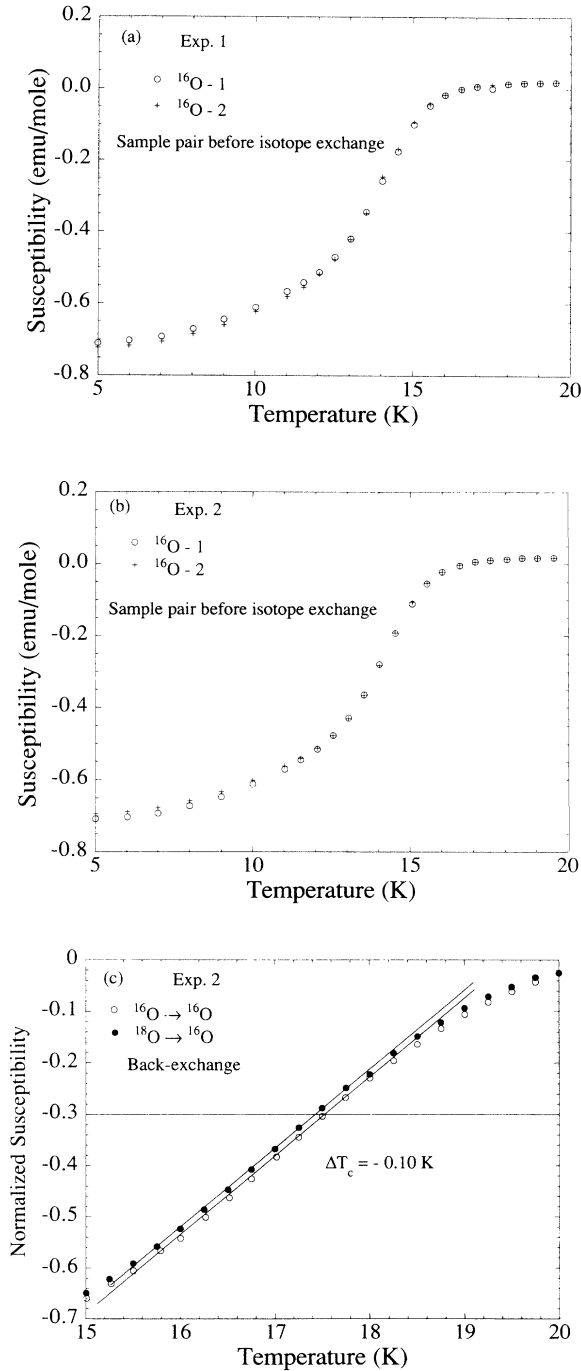 (a)
Exp. 1
○ ¹⁶O - 1
+ ¹⁶O - 2
Sample pair before isotope exchange
Susceptibility (emu/mole)
0.2
0.0
-0.2
-0.4
-0.6
-0.8
5 10 15 20
Temperature (K)
(b)
Exp. 2
○ ¹⁶O - 1
+ ¹⁶O - 2
Sample pair before isotope exchange
Susceptibility (emu/mole)
0.2
0.0
-0.2
-0.4
-0.6
-0.8
5 10 15 20
Temperature (K)
(c)
Exp. 2
○ ¹⁶O → ¹⁶O
● ¹⁸O → ¹⁶O
Back-exchange
ΔT_c = - 0.10 K
Normalized Susceptibility
0
-0.1
-0.2
-0.3
-0.4
-0.5
-0.6
-0.7
15 16 17 18 19 20
Temperature (K)